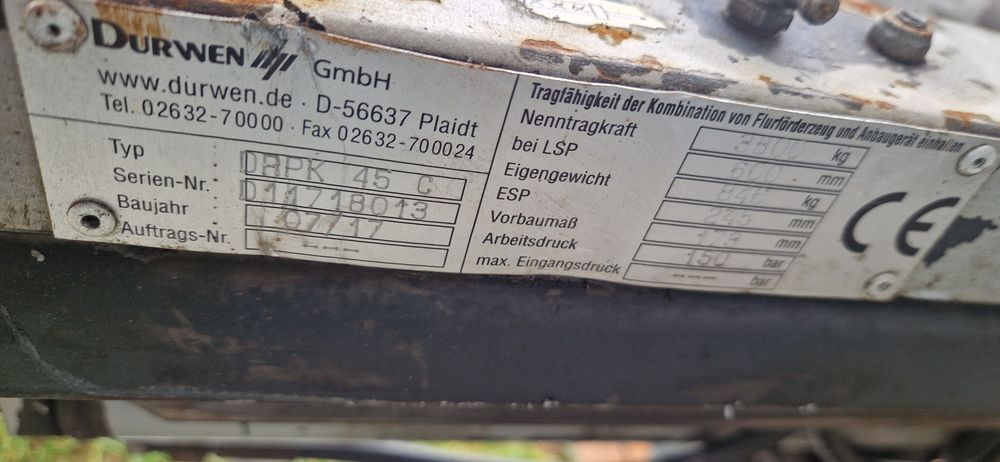 DURWEN GmbH
www.durwen.de · D-56637 Plaidt
Tel. 02632-70000 · Fax 02632-700024
Typ DRPK 45 C
Serien-Nr. D11718013
Baujahr 07/17
Auftrags-Nr. ---
Tragfähigkeit der Kombination von Flurförderzeug und Anbaugerät einhalten
Nenntragkraft kg
bei LSP 600 mm
Eigengewicht 846 kg
ESP 245 mm
Vorbaumaß 173 mm
Arbeitsdruck 150 bar
max. Eingangsdruck --- bar
CE